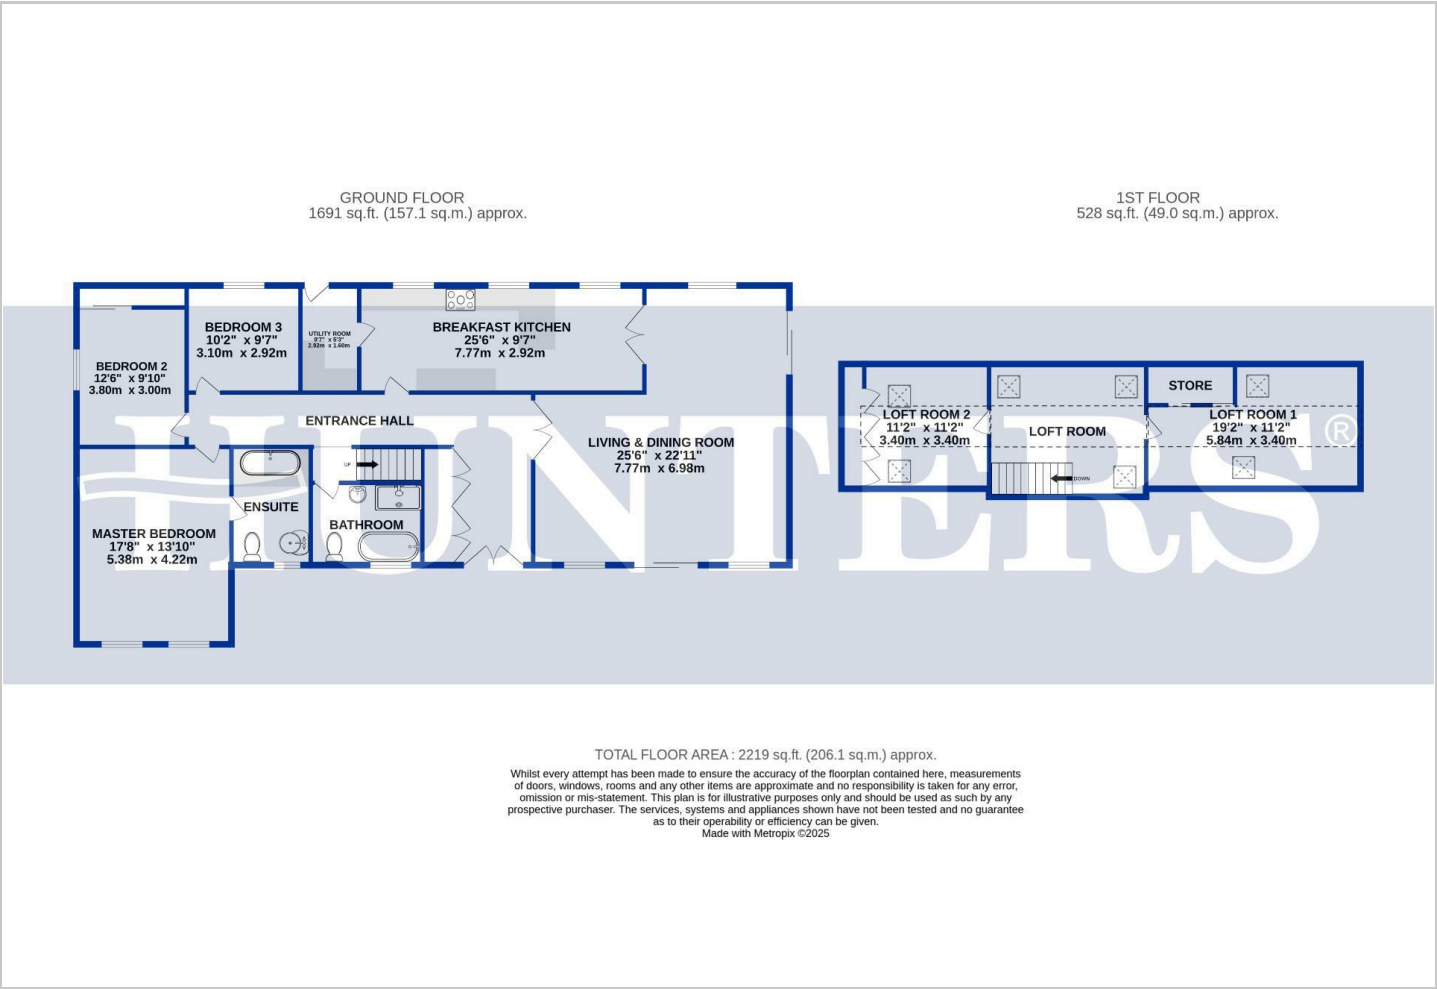 GROUND FLOOR
1691 sq.ft. (157.1 sq.m.) approx.
1ST FLOOR
528 sq.ft. (49.0 sq.m.) approx.
BEDROOM 3
10'2" x 9'7"
3.10m x 2.92m
UTILITY ROOM
9'7" x 5'3"
2.92m x 1.60m
BREAKFAST KITCHEN
25'6" x 9'7"
7.77m x 2.92m
BEDROOM 2
12'6" x 9'10"
3.80m x 3.00m
ENTRANCE HALL
LIVING & DINING ROOM
25'6" x 22'11"
7.77m x 6.98m
UP
ENSUITE
BATHROOM
MASTER BEDROOM
17'8" x 13'10"
5.38m x 4.22m
STORE
LOFT ROOM 2
11'2" x 11'2"
3.40m x 3.40m
LOFT ROOM
LOFT ROOM 1
19'2" x 11'2"
5.84m x 3.40m
DOWN
HUNTERS®
TOTAL FLOOR AREA : 2219 sq.ft. (206.1 sq.m.) approx.
Whilst every attempt has been made to ensure the accuracy of the floorplan contained here, measurements
of doors, windows, rooms and any other items are approximate and no responsibility is taken for any error,
omission or mis-statement. This plan is for illustrative purposes only and should be used as such by any
prospective purchaser. The services, systems and appliances shown have not been tested and no guarantee
as to their operability or efficiency can be given.
Made with Metropix ©2025